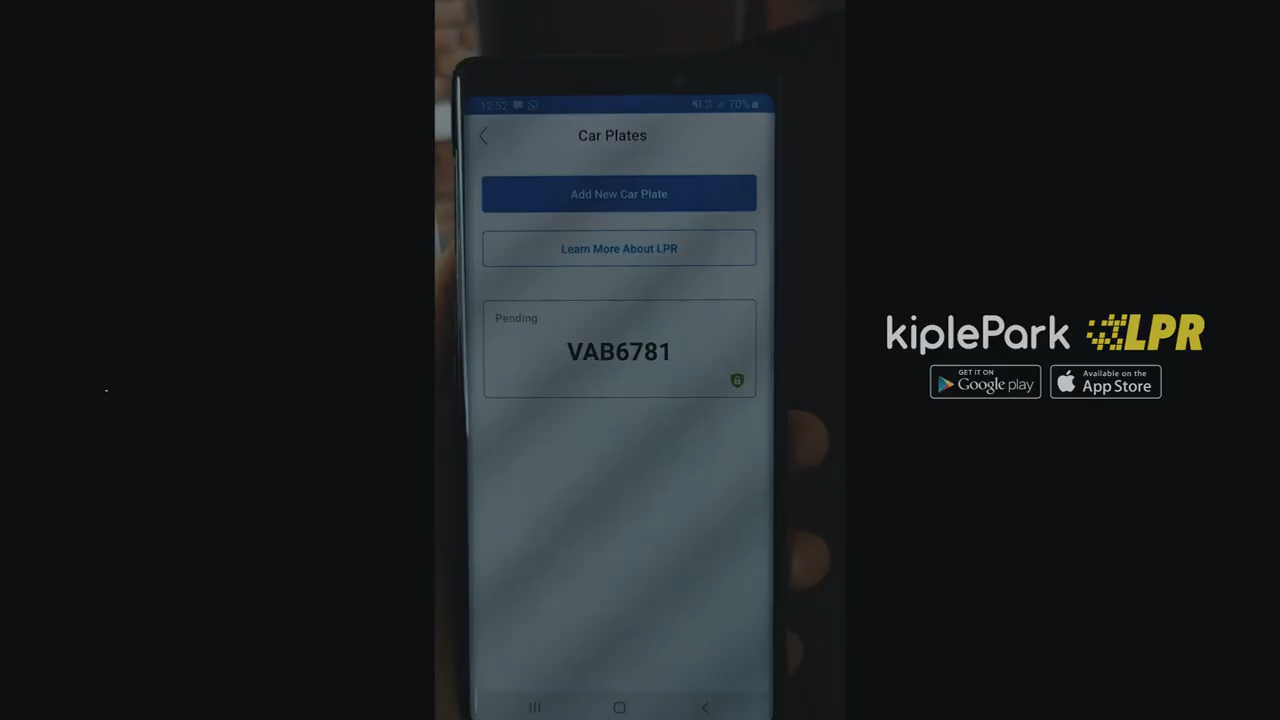 12:52
70%
Car Plates
Add New Car Plate
Learn More About LPR
Pending
VAB6781
kiplePark LPR
GET IT ON
Google play
Available on the
App Store